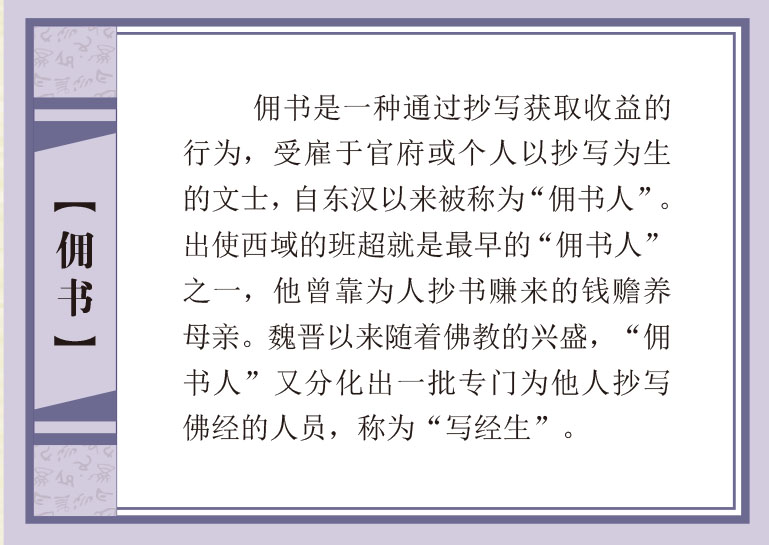 【佣书】
佣书是一种通过抄写获取收益的
行为，受雇于官府或个人以抄写为生
的文士，自东汉以来被称为“佣书人”。
出使西域的班超就是最早的“佣书人”
之一，他曾靠为人抄书赚来的钱赡养
母亲。魏晋以来随着佛教的兴盛，“佣
书人”又分化出一批专门为他人抄写
佛经的人员，称为“写经生”。